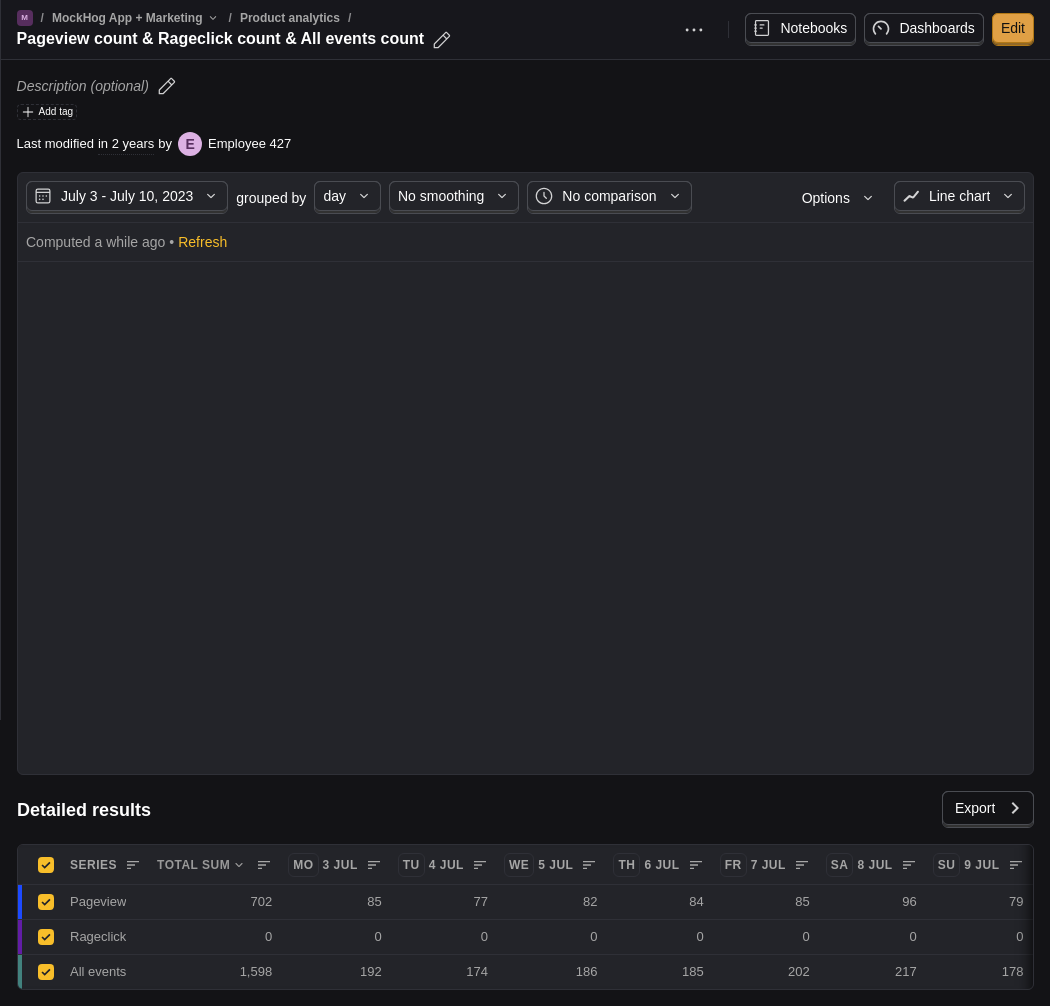 M / MockHog App + Marketing / Product analytics /
Pageview count & Rageclick count & All events count
Notebooks Dashboards Edit
Description (optional)
Add tag
Last modified in 2 years by E Employee 427
July 3 - July 10, 2023 grouped by day No smoothing No comparison Options Line chart
Computed a while ago • Refresh
Detailed results
Export
SERIES TOTAL SUM MO 3 JUL TU 4 JUL WE 5 JUL TH 6 JUL FR 7 JUL SA 8 JUL SU 9 JUL
Pageview 702 85 77 82 84 85 96 79
Rageclick 0 0 0 0 0 0 0 0
All events 1,598 192 174 186 185 202 217 178